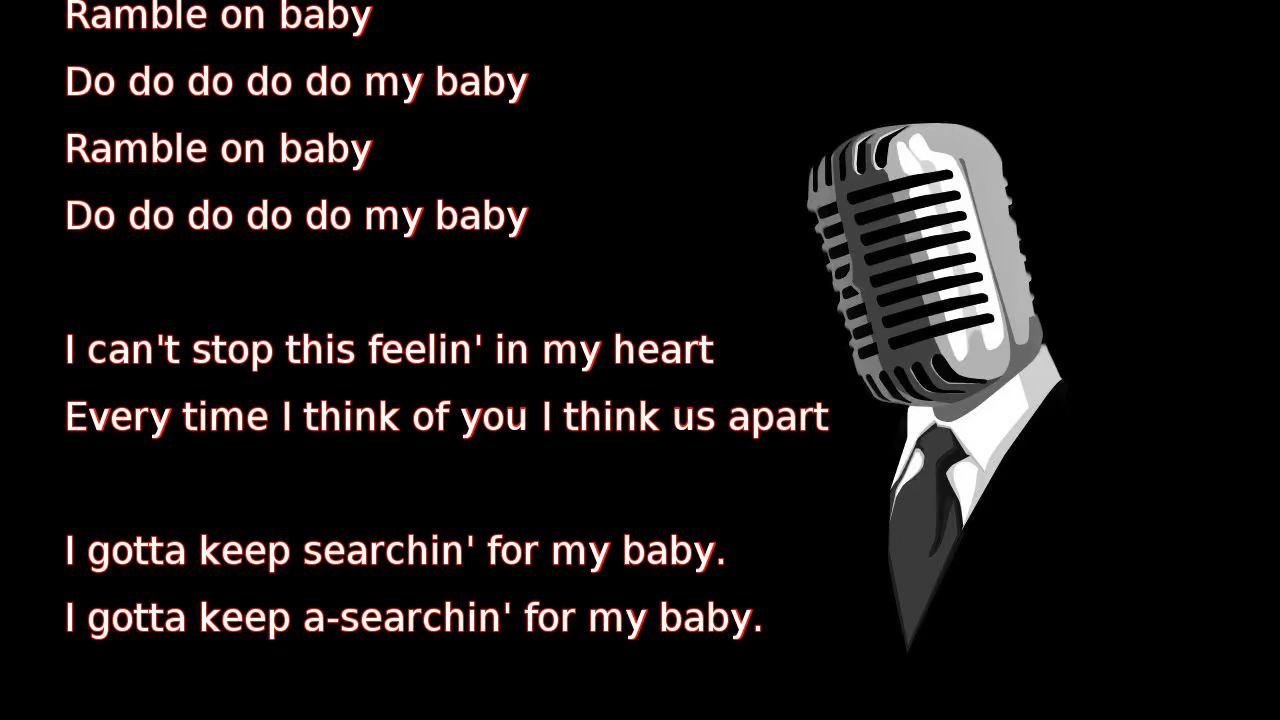 Ramble on baby
Do do do do do my baby
Ramble on baby
Do do do do do my baby
I can't stop this feelin' in my heart
Every time I think of you I think us apart
I gotta keep searchin' for my baby.
I gotta keep a-searchin' for my baby.